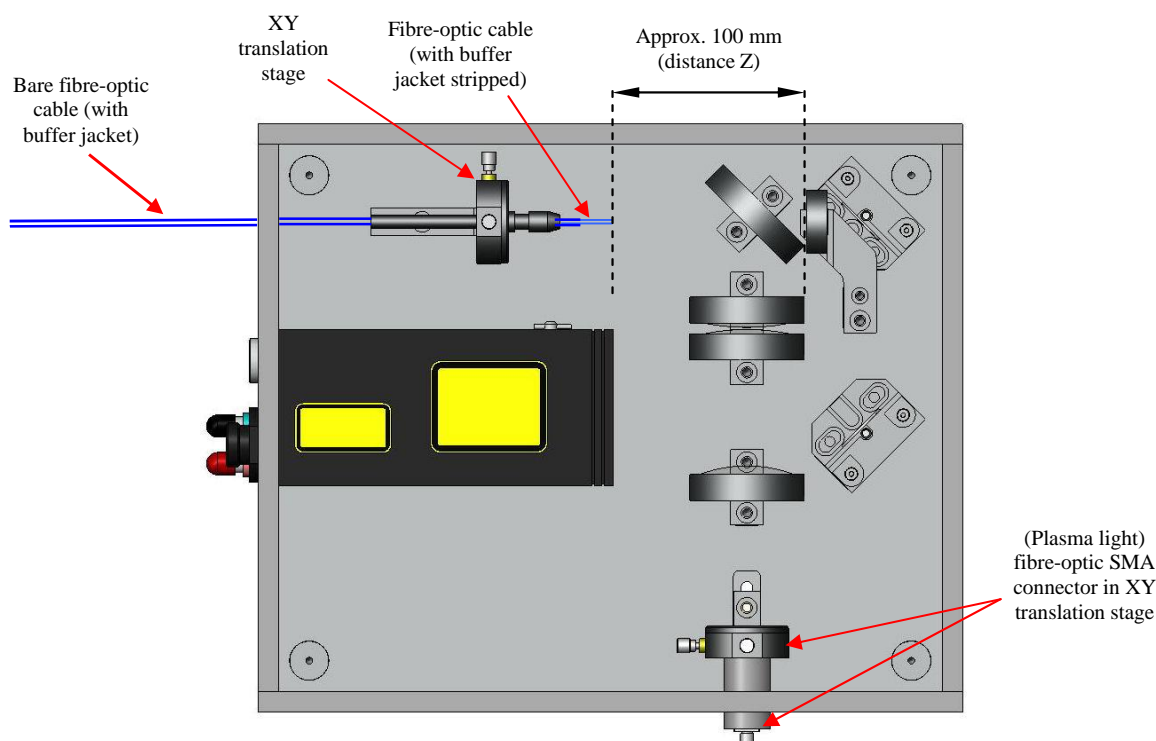 XY
translation
stage
Fibre-optic cable
(with buffer
jacket stripped)
Approx. 100 mm
(distance Z)
Bare fibre-optic
cable (with
buffer jacket)
(Plasma light)
fibre-optic SMA
connector in XY
translation stage